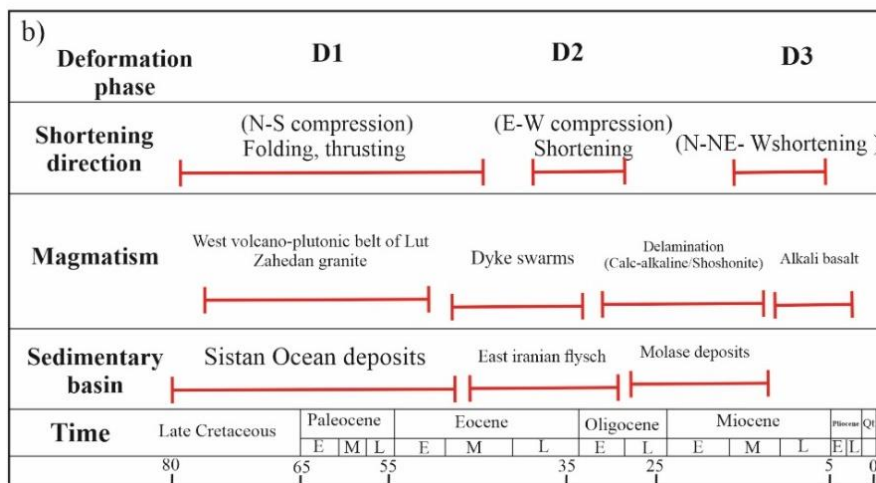 b)
Deformation phase D1 D2 D3
Shortening direction
(N-S compression)
Folding, thrusting
(E-W compression)
Shortening
(N-NE- Wshortening )
Magmatism
West volcano-plutonic belt of Lut
Zahedan granite
Dyke swarms
Delamination
(Calc-alkaline/Shoshonite)
Alkali basalt
Sedimentary basin
Sistan Ocean deposits
East iranian flysch
Molase deposits
Time
Late Cretaceous
Paleocene Eocene Oligocene Miocene Pliocene Qt
E M L E M L E L E M L E L
80 65 55 35 25 5 0